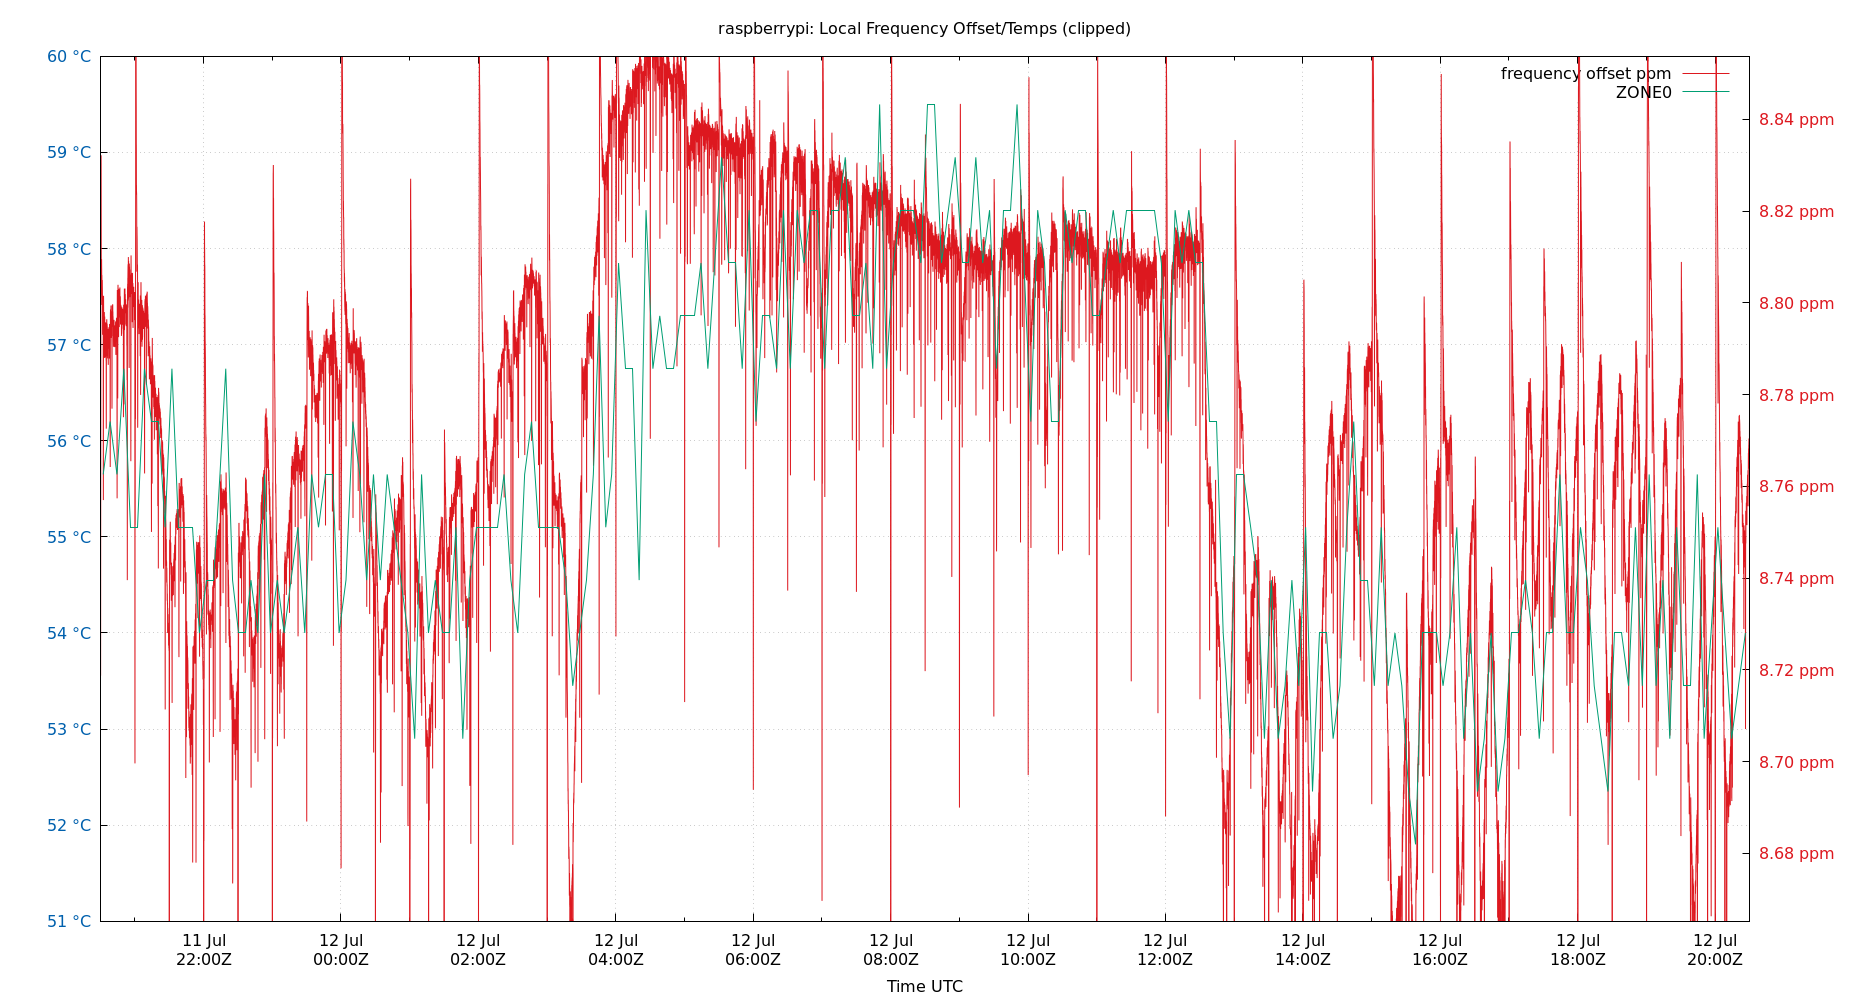 raspberrypi: Local Frequency Offset/Temps (clipped)
60 °C
59 °C
58 °C
57 °C
56 °C
55 °C
54 °C
53 °C
52 °C
51 °C
frequency offset ppm
ZONE0
8.84 ppm
8.82 ppm
8.80 ppm
8.78 ppm
8.76 ppm
8.74 ppm
8.72 ppm
8.70 ppm
8.68 ppm
11 Jul 12 Jul 12 Jul 12 Jul 12 Jul 12 Jul 12 Jul 12 Jul 12 Jul 12 Jul 12 Jul 12 Jul
22:00Z 00:00Z 02:00Z 04:00Z 06:00Z 08:00Z 10:00Z 12:00Z 14:00Z 16:00Z 18:00Z 20:00Z
Time UTC